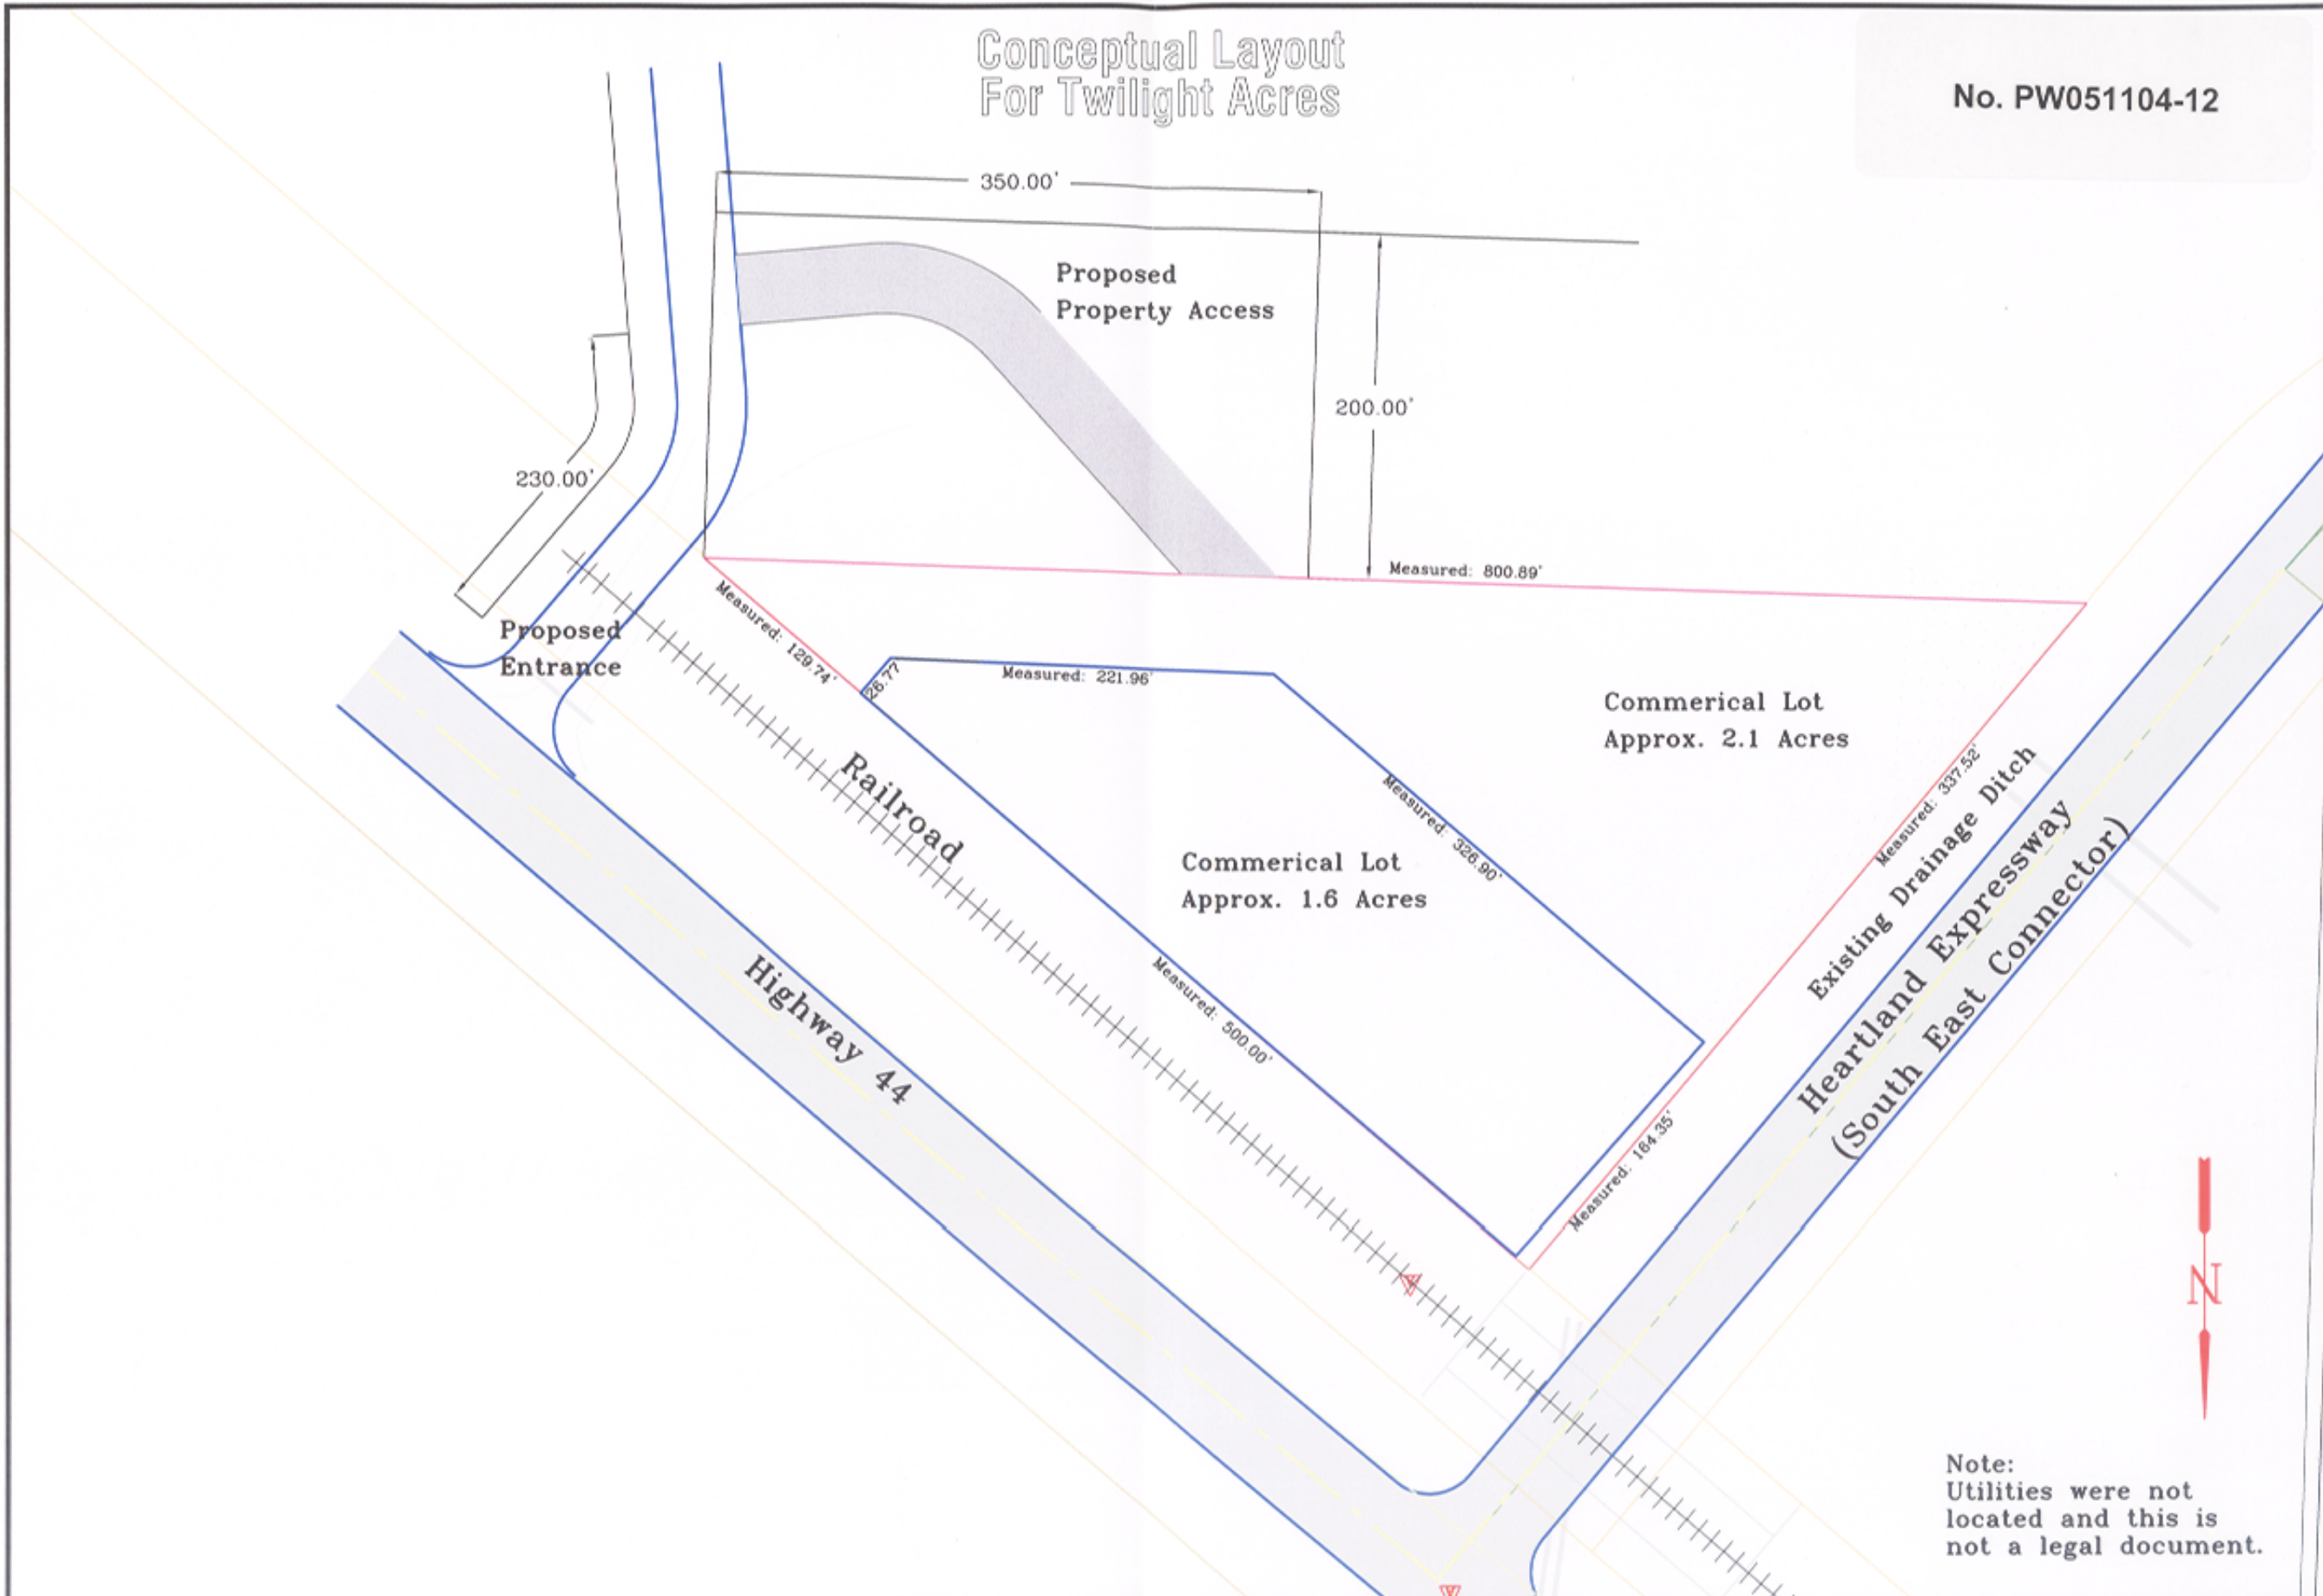 Conceptual Layout
For Twilight Acres
No. PW051104-12
350.00'
Proposed
Property Access
200.00'
230.00'
Measured: 800.89'
Proposed
Entrance
Measured: 129.74'
26.77'
Measured: 221.96'
Commerical Lot
Approx. 2.1 Acres
Measured: 326.90'
Measured: 337.52'
Existing Drainage Ditch
Railroad
Commerical Lot
Approx. 1.6 Acres
Heartland Expressway
(South East Connector)
Measured: 500.00'
Highway 44
Measured: 164.35'
N
Note:
Utilities were not
located and this is
not a legal document.